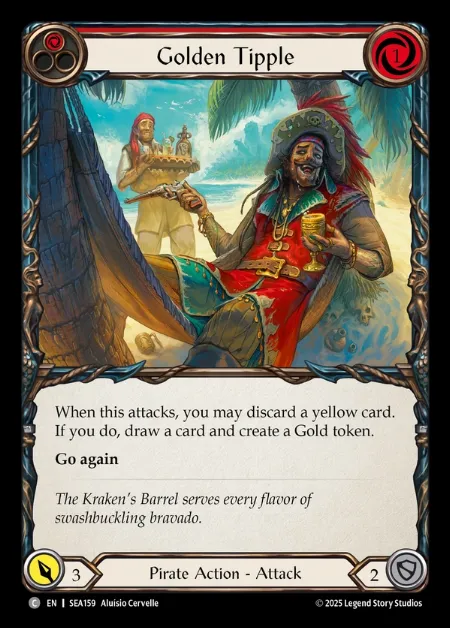 Golden Tipple
1
When this attacks, you may discard a yellow card.
If you do, draw a card and create a Gold token.
Go again
The Kraken's Barrel serves every flavor of
swashbuckling bravado.
3
Pirate Action - Attack
2
C EN | SEA159 Aluisio Cervelle
© 2025 Legend Story Studios